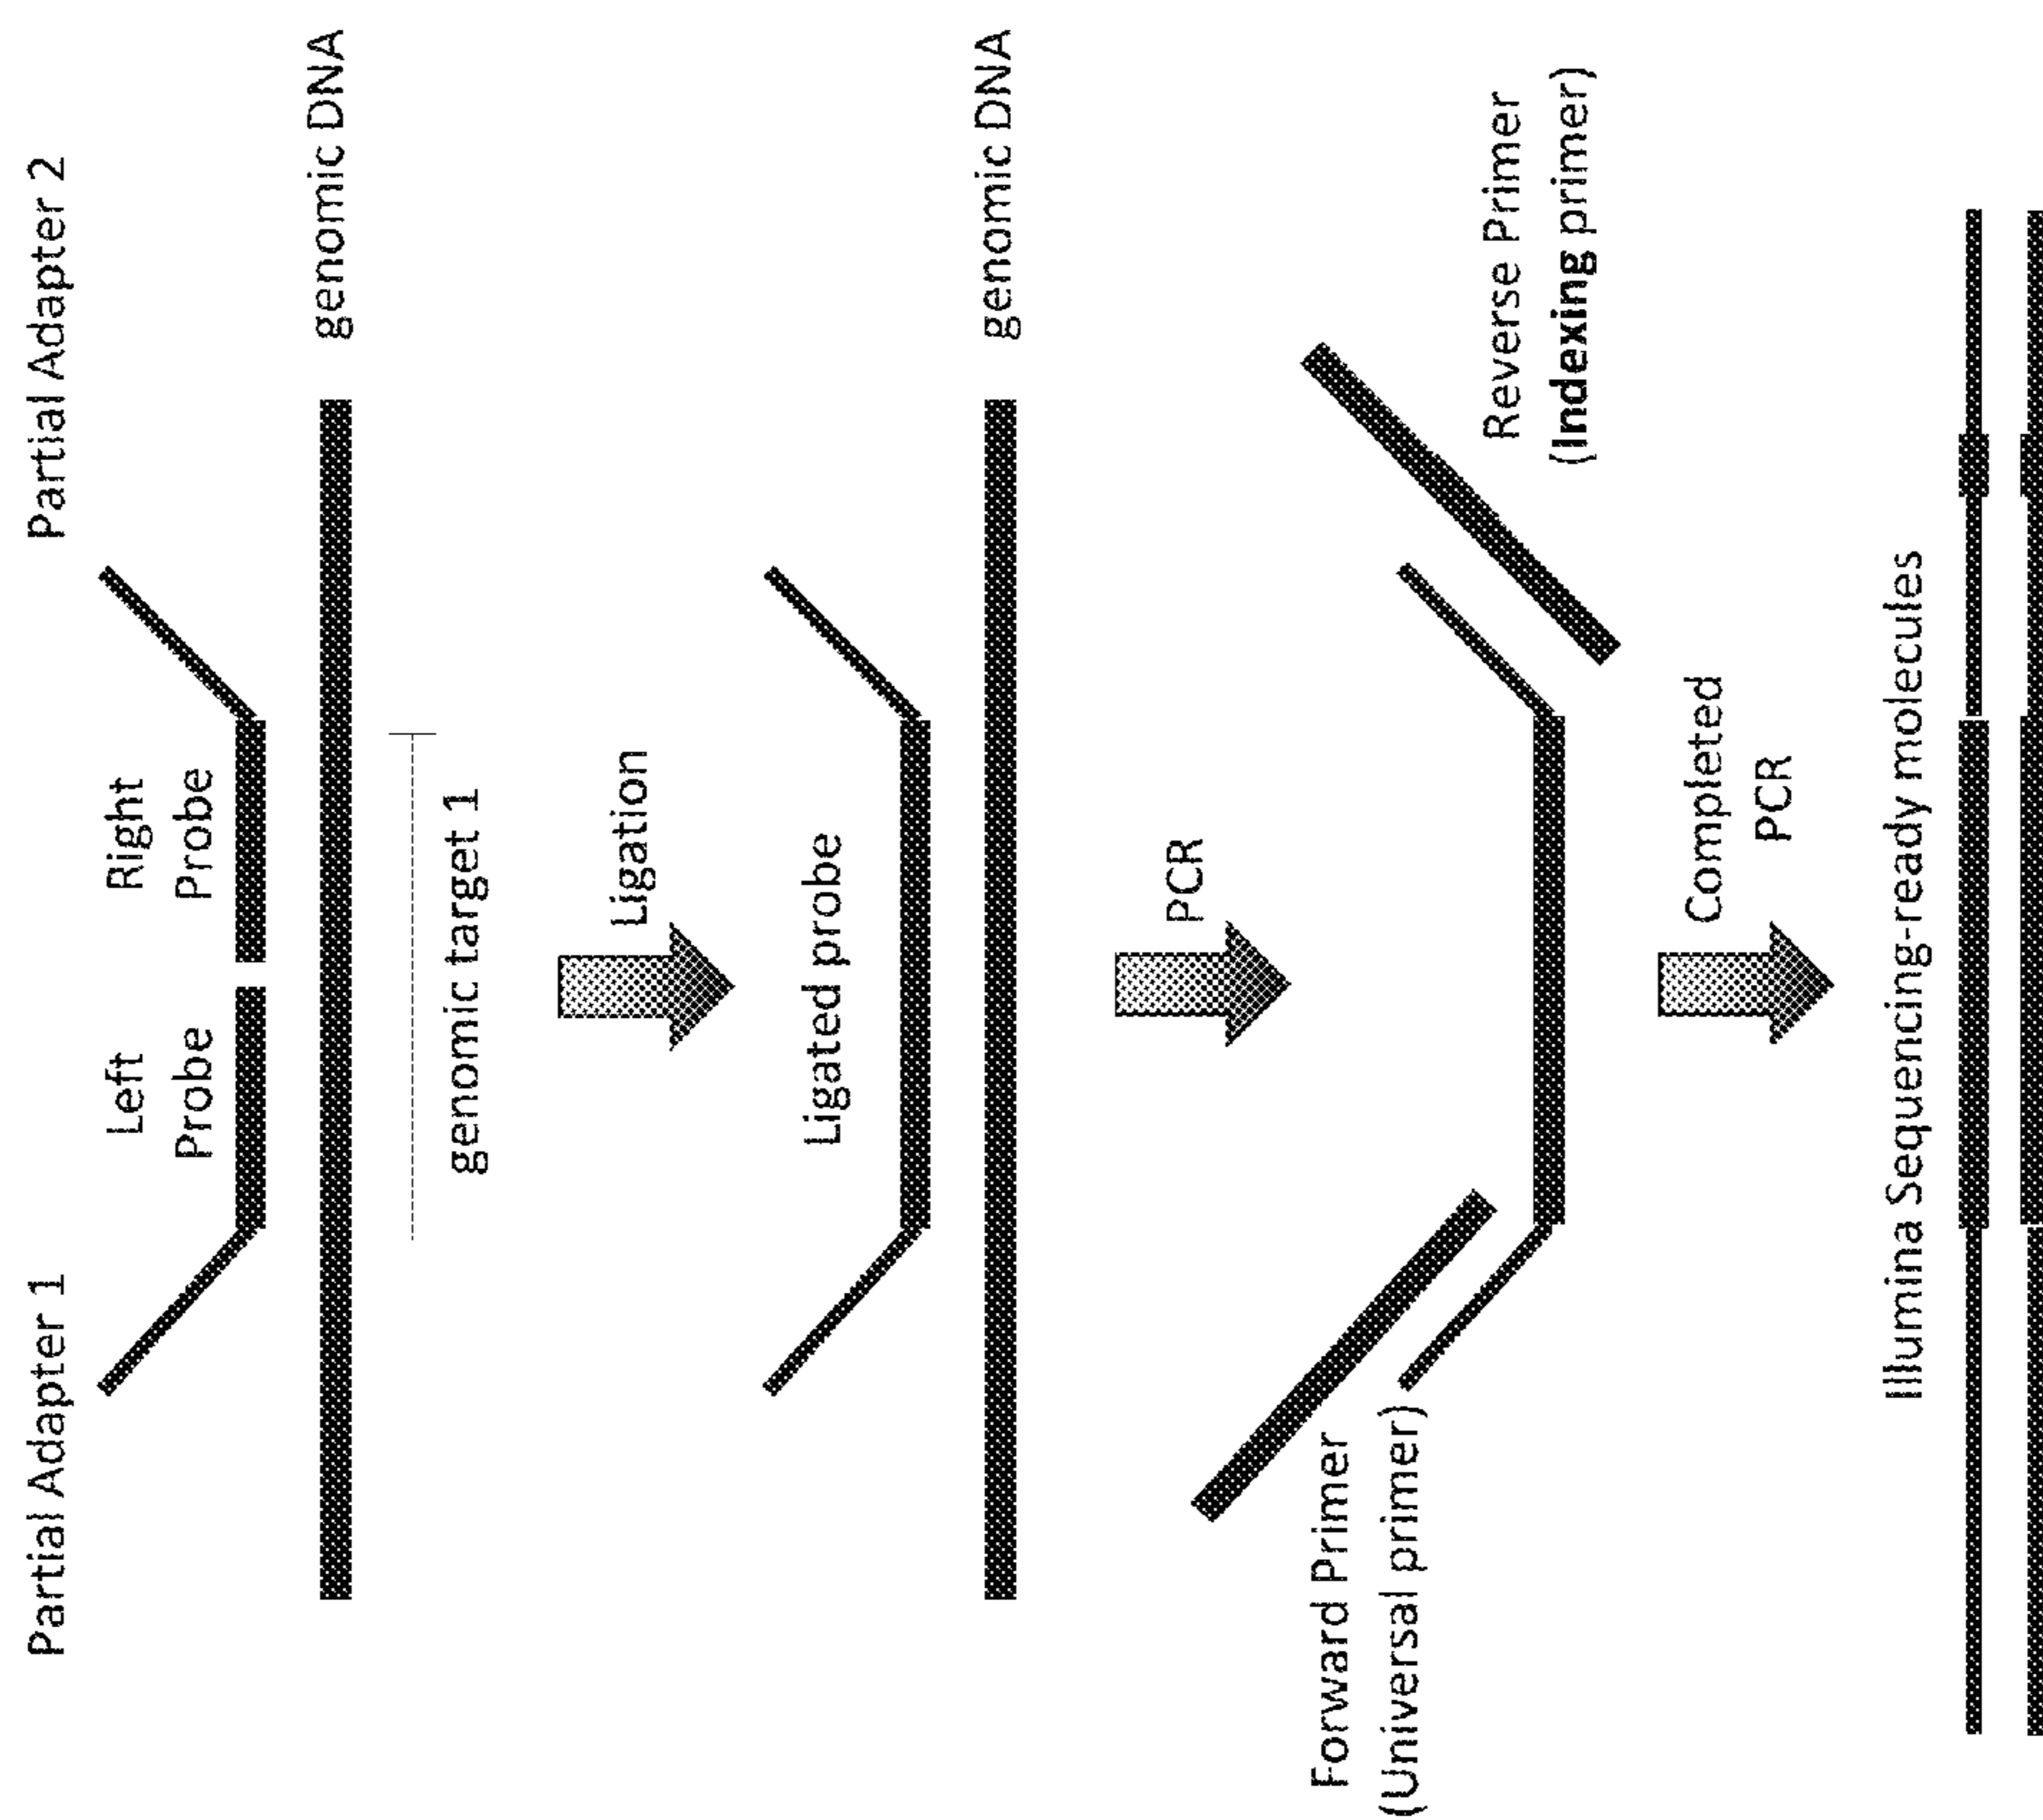 Partial Adapter 1
Partial Adapter 2
Left
Probe
Right
Probe
genomic DNA
genomic target 1
Ligation
Ligated probe
genomic DNA
PCR
Forward Primer
(Universal primer)
Reverse Primer
(Indexing primer)
Completed
PCR
Illumina Sequencing-ready molecules